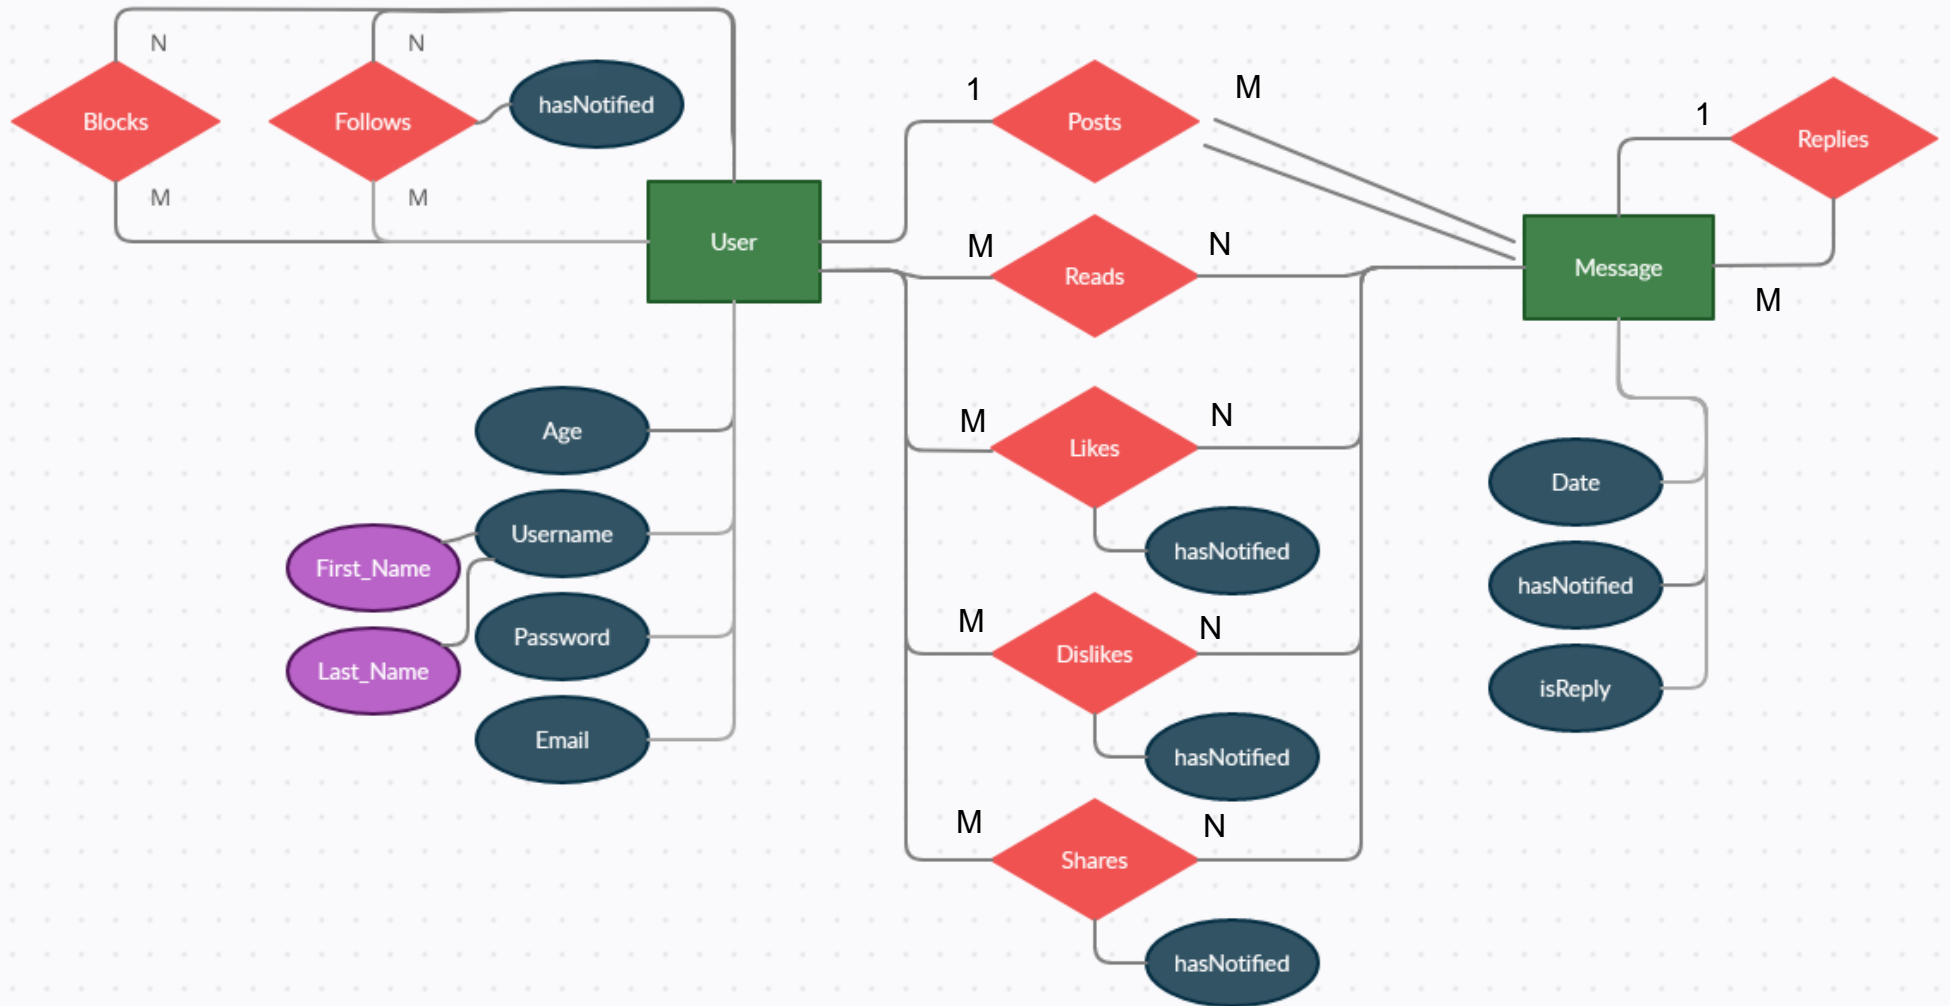 N
N
Blocks
Follows
hasNotified
M
M
User
1
Posts
M
1
Replies
M
Reads
N
Message
M
Age
Username
First_Name
Password
Last_Name
Email
M
Likes
N
hasNotified
M
Dislikes
N
hasNotified
M
Shares
N
hasNotified
Date
hasNotified
isReply